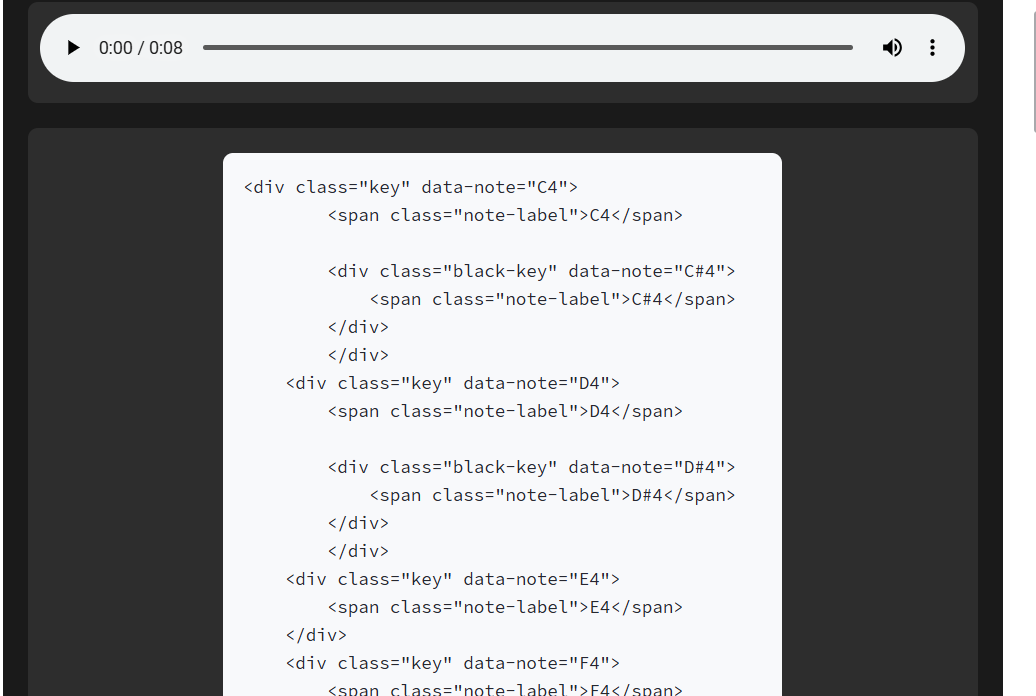 0:00 / 0:08
<div class="key" data-note="C4">
<span class="note-label">C4</span>
<div class="black-key" data-note="C#4">
<span class="note-label">C#4</span>
</div>
</div>
<div class="key" data-note="D4">
<span class="note-label">D4</span>
<div class="black-key" data-note="D#4">
<span class="note-label">D#4</span>
</div>
</div>
<div class="key" data-note="E4">
<span class="note-label">E4</span>
</div>
<div class="key" data-note="F4">
<span class="note-label">F4</span>